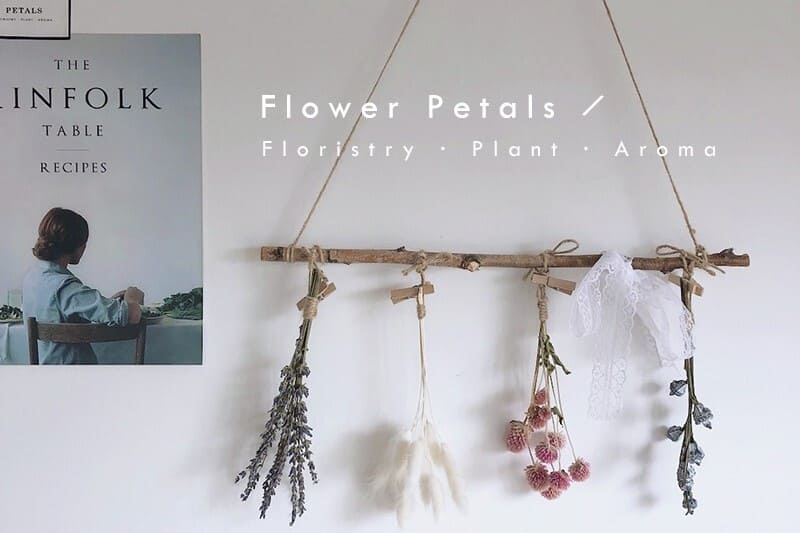 PETALS
THE
INFOLK
TABLE
RECIPES
Flower Petals /
Floristry · Plant · Aroma